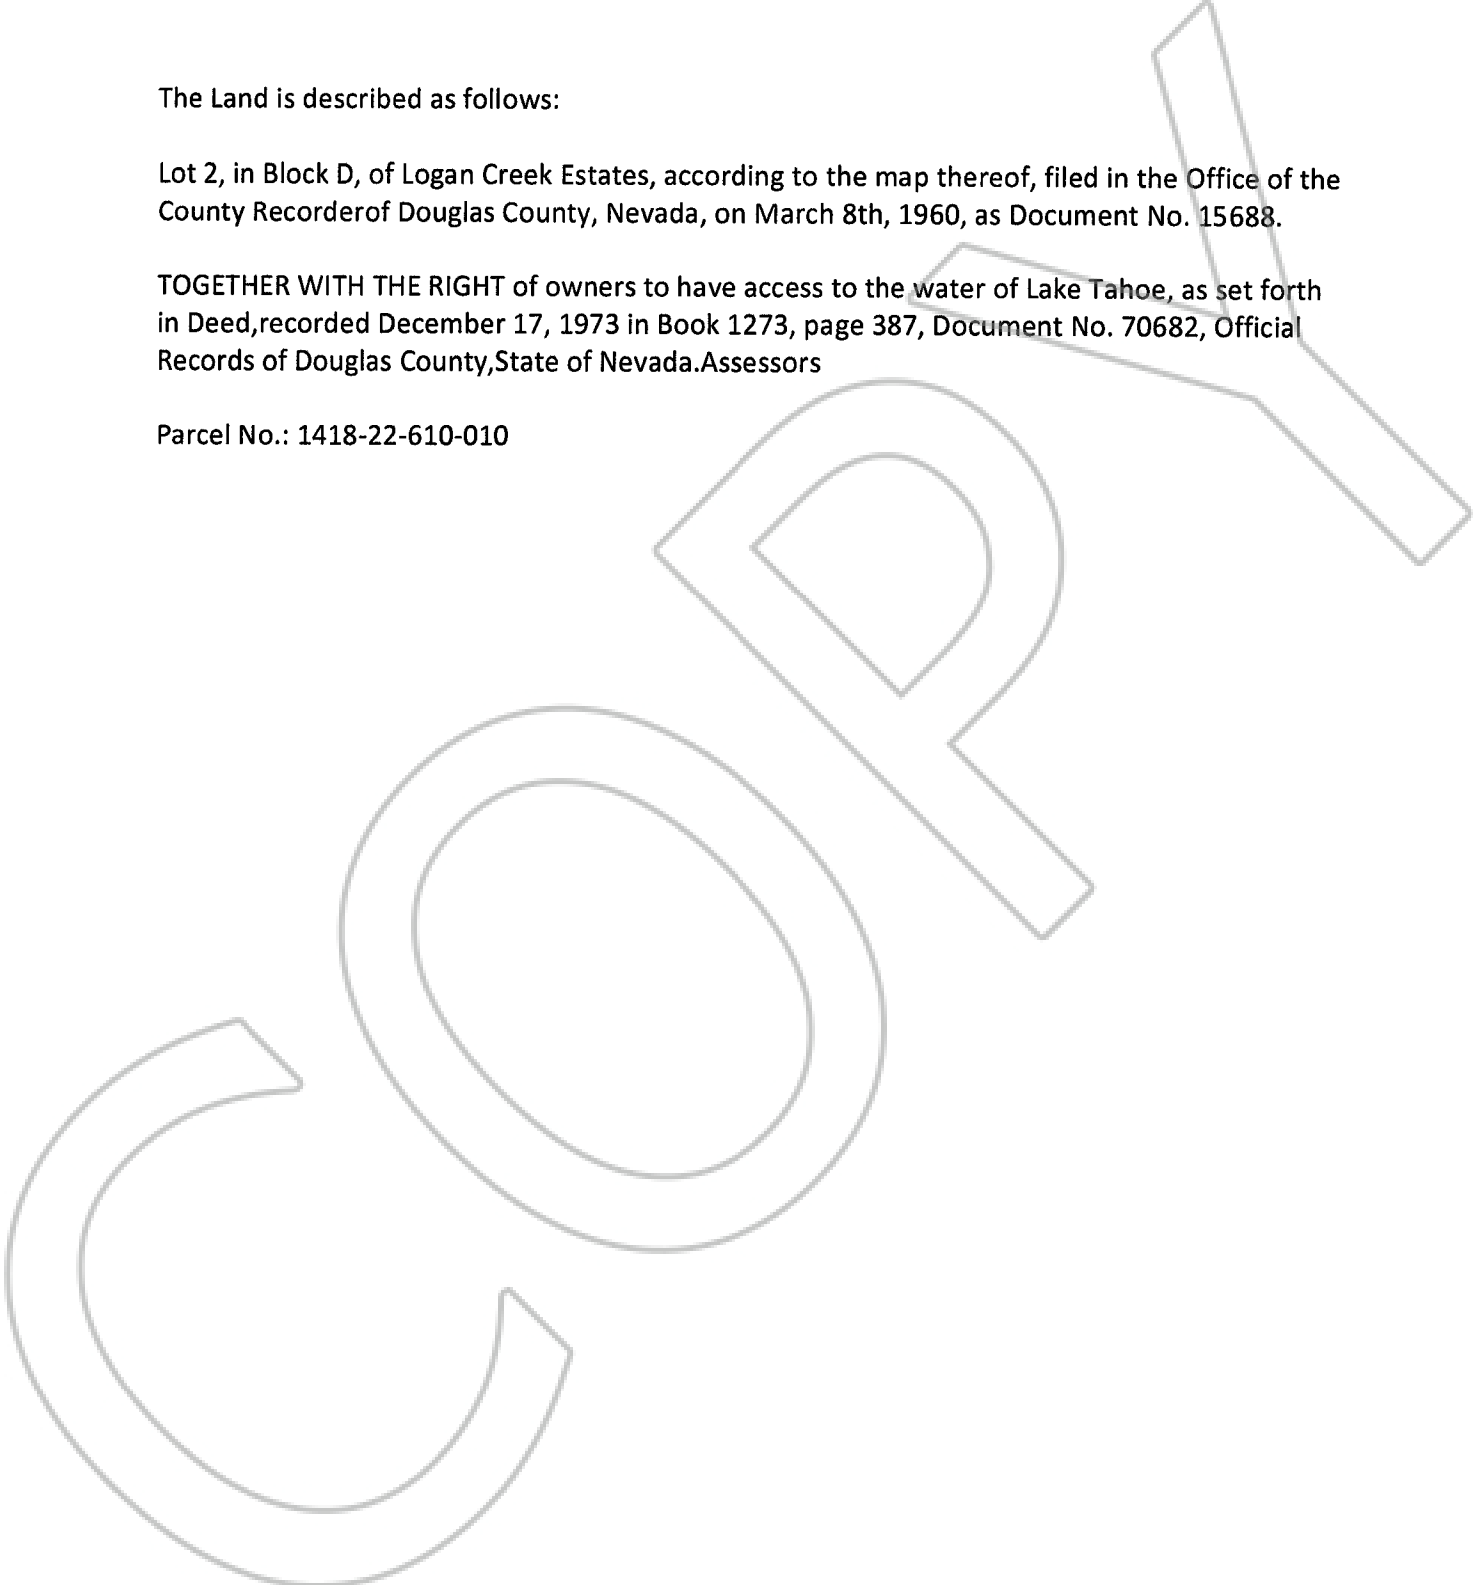 The Land is described as follows:
Lot 2, in Block D, of Logan Creek Estates, according to the map thereof, filed in the Office of the
County Recorderof Douglas County, Nevada, on March 8th, 1960, as Document No. 15688.
TOGETHER WITH THE RIGHT of owners to have access to the water of Lake Tahoe, as set forth
in Deed,recorded December 17, 1973 in Book 1273, page 387, Document No. 70682, Official
Records of Douglas County,State of Nevada.Assessors
Parcel No.: 1418-22-610-010
COPY